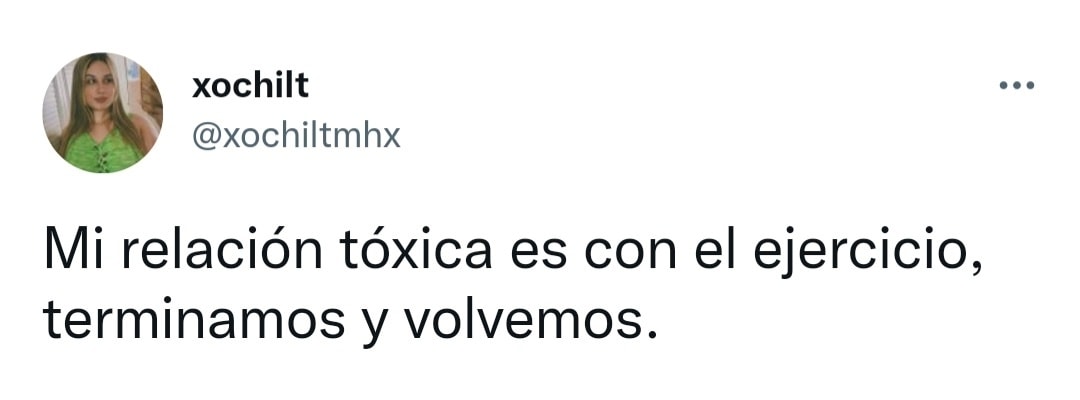 xochilt
@xochiltmhx
Mi relación tóxica es con el ejercicio,
terminamos y volvemos.